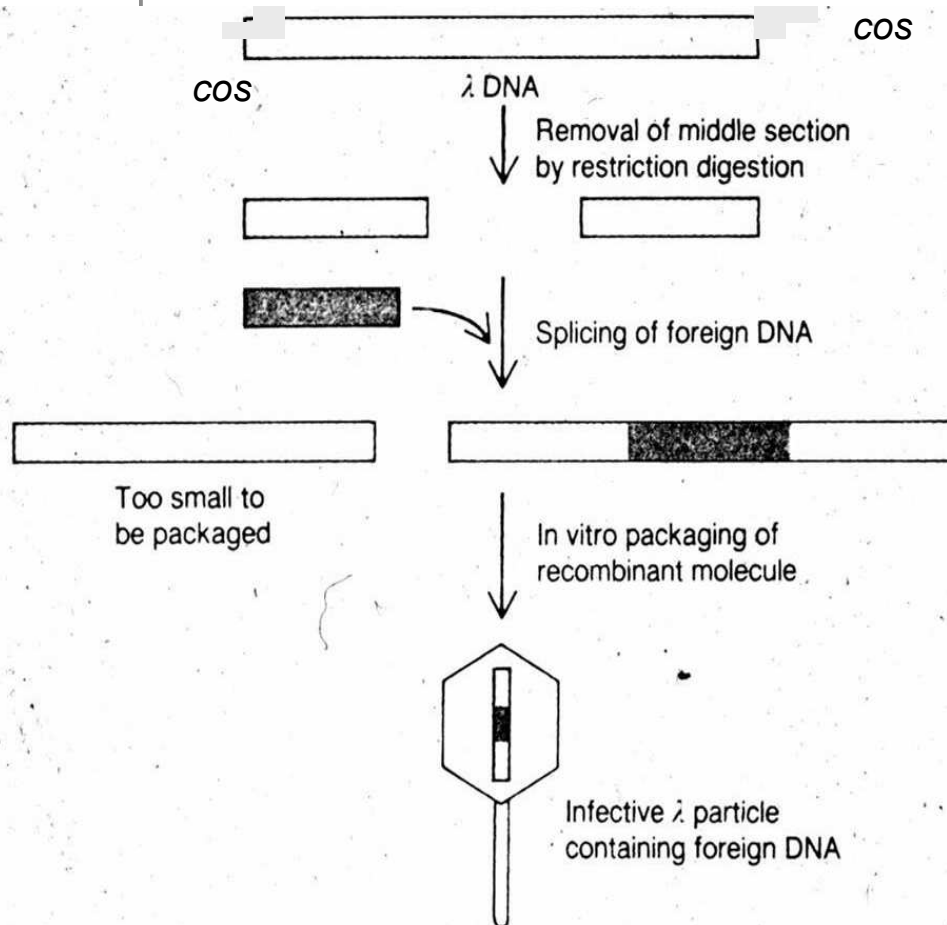 cos
cos
λ DNA
Removal of middle section
by restriction digestion
Splicing of foreign DNA
Too small to
be packaged
In vitro packaging of
recombinant molecule
Infective λ particle
containing foreign DNA